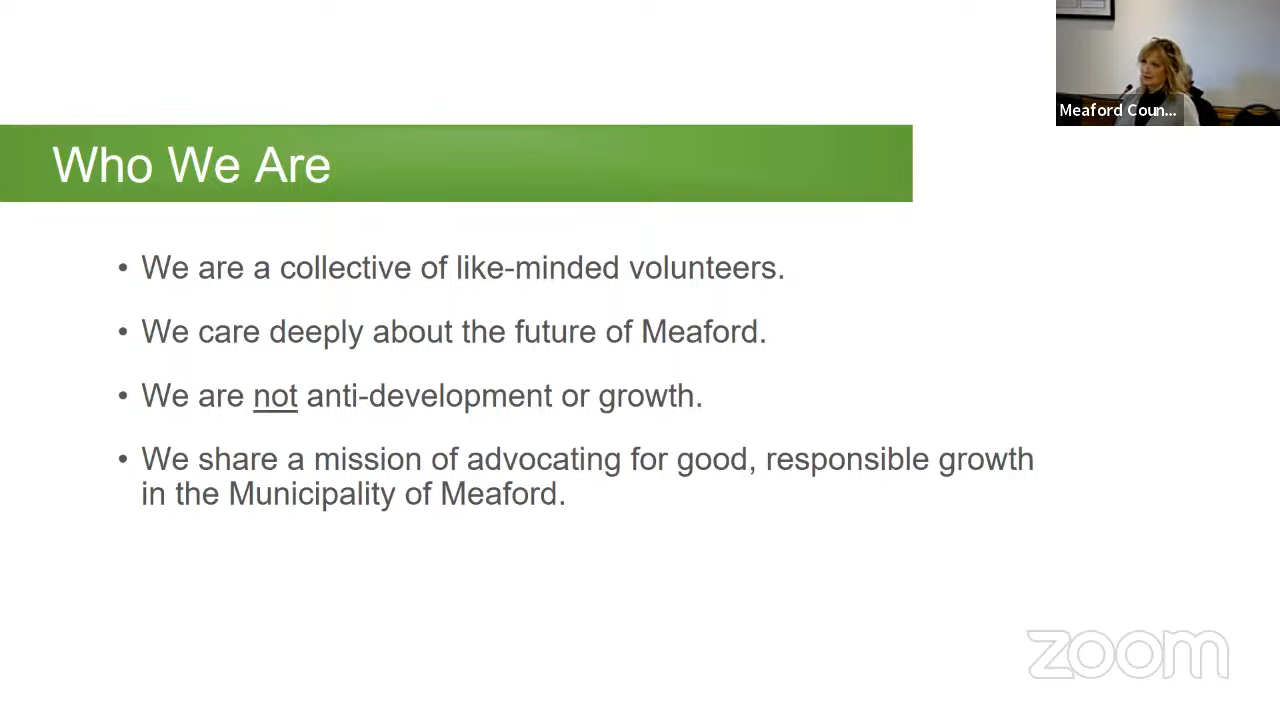 Meaford Coun...
Who We Are
• We are a collective of like-minded volunteers.
• We care deeply about the future of Meaford.
• We are not anti-development or growth.
• We share a mission of advocating for good, responsible growth
in the Municipality of Meaford.
zoom